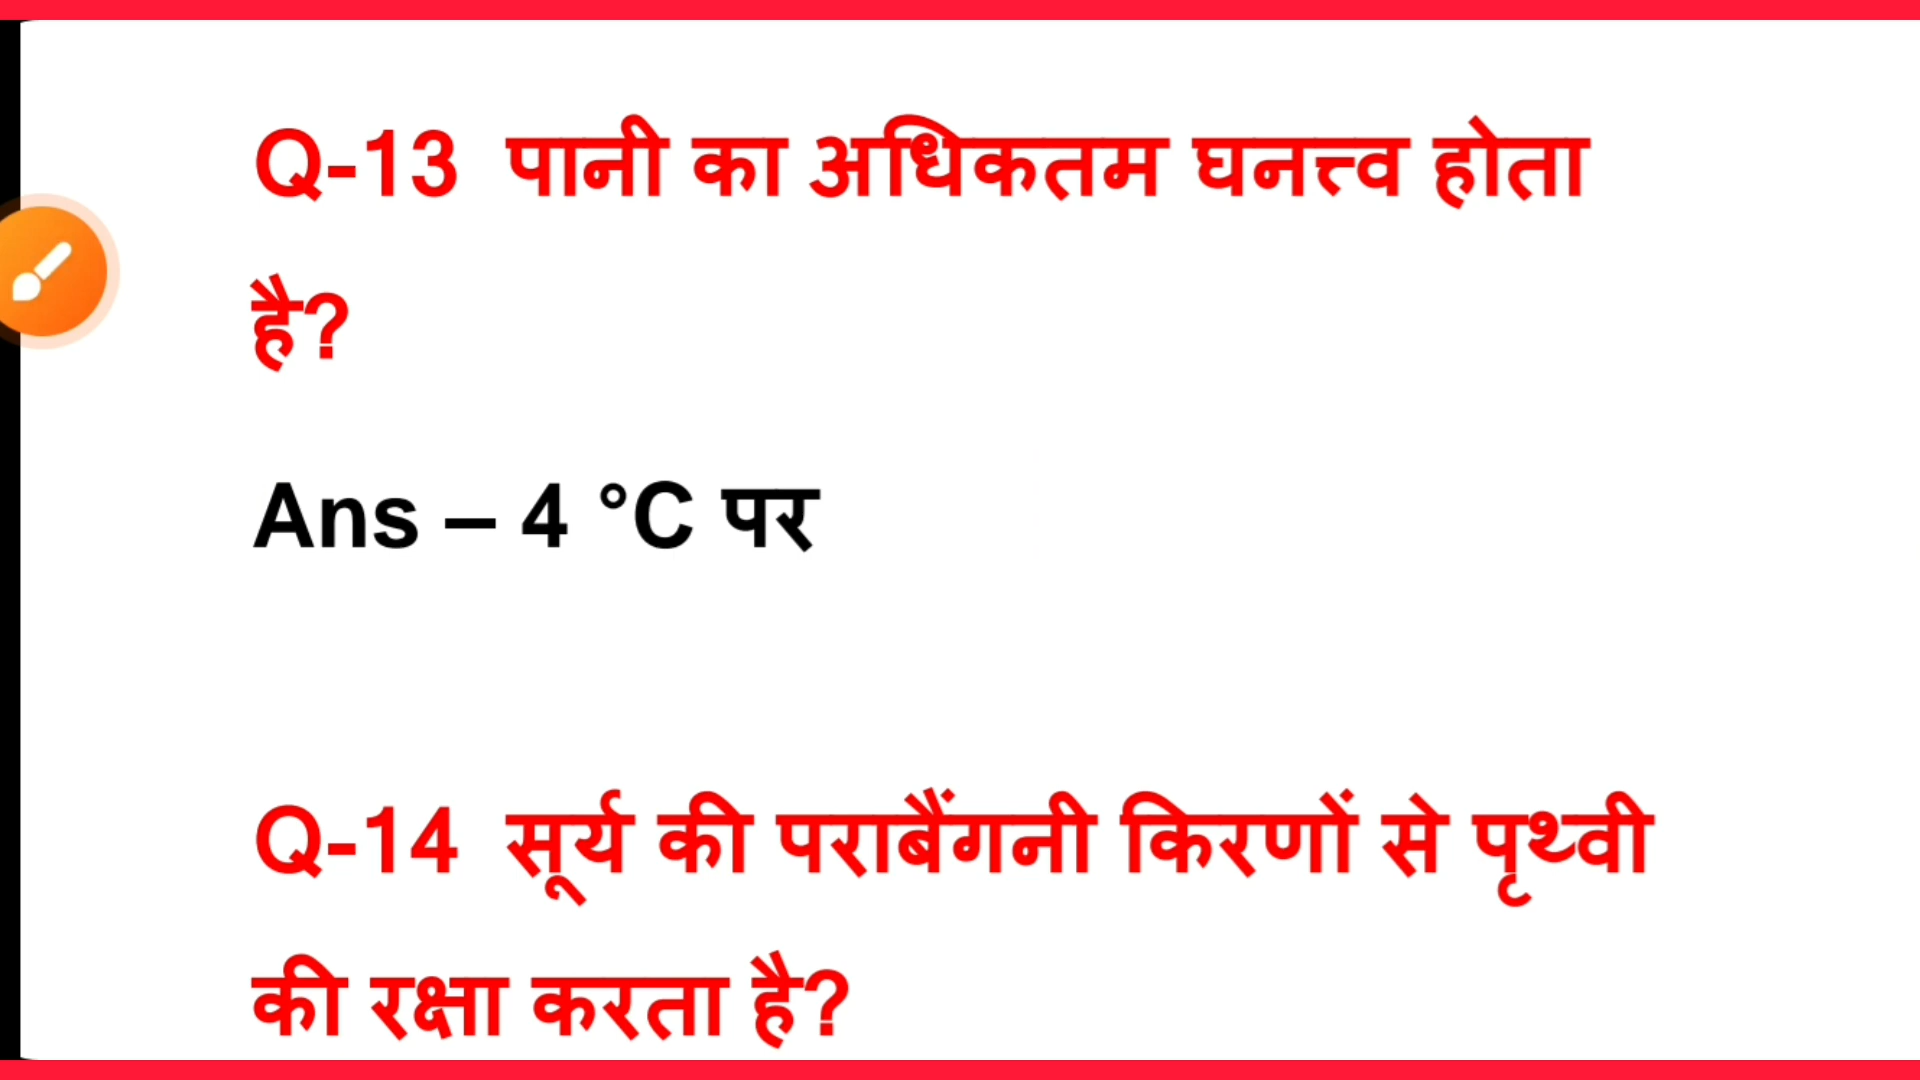 Q-13 पानी का अधिकतम घनत्त्व होता
है?
Ans – 4 °C पर
Q-14 सूर्य की पराबैंगनी किरणों से पृथ्वी
की रक्षा करता है?